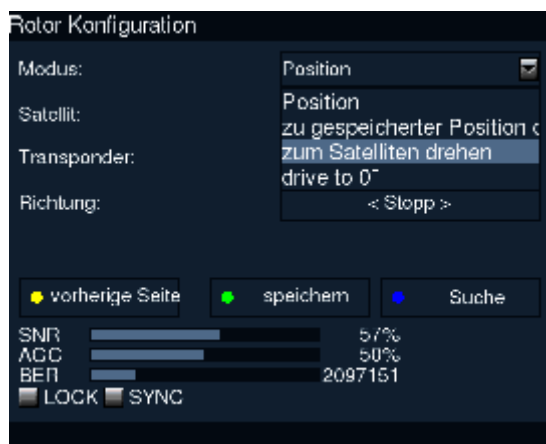 Rotor Konfiguration
Modus: Position
Position
Satellit:
zu gespeicherter Position
zum Satelliten drehen
Transponder:
drive to 0°
Richtung: < Stopp >
vorherige Seite speichern Suche
SNR 57%
AGC 50%
BER 2097151
LOCK SYNC